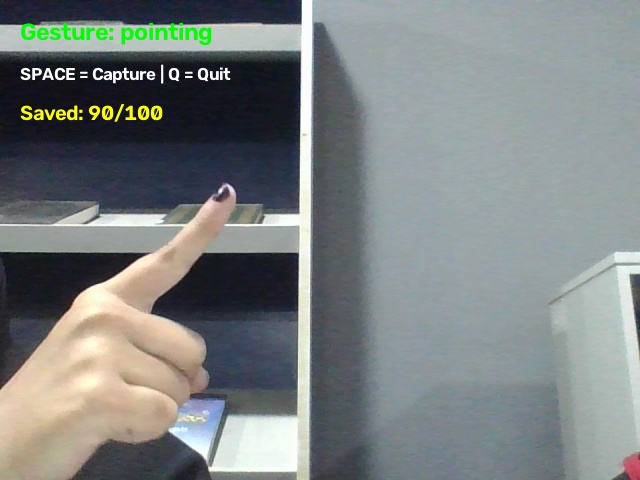 Gesture: pointing
SPACE = Capture | Q = Quit
Saved: 90/100